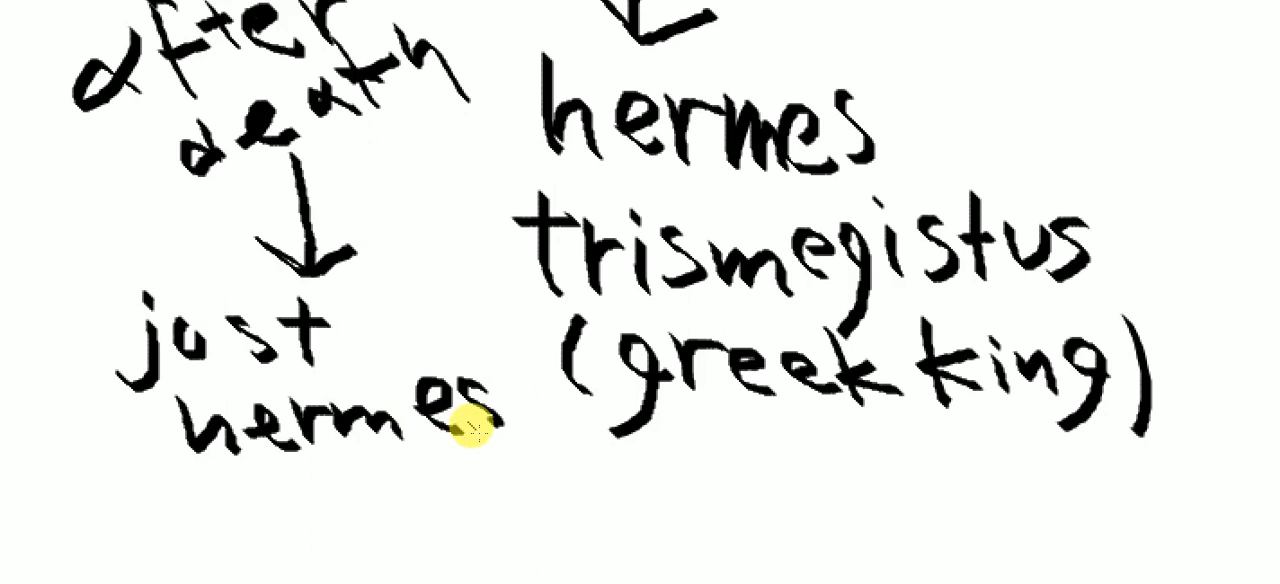 after
death
just
hermes
hermes
trismegistus
(greek king)